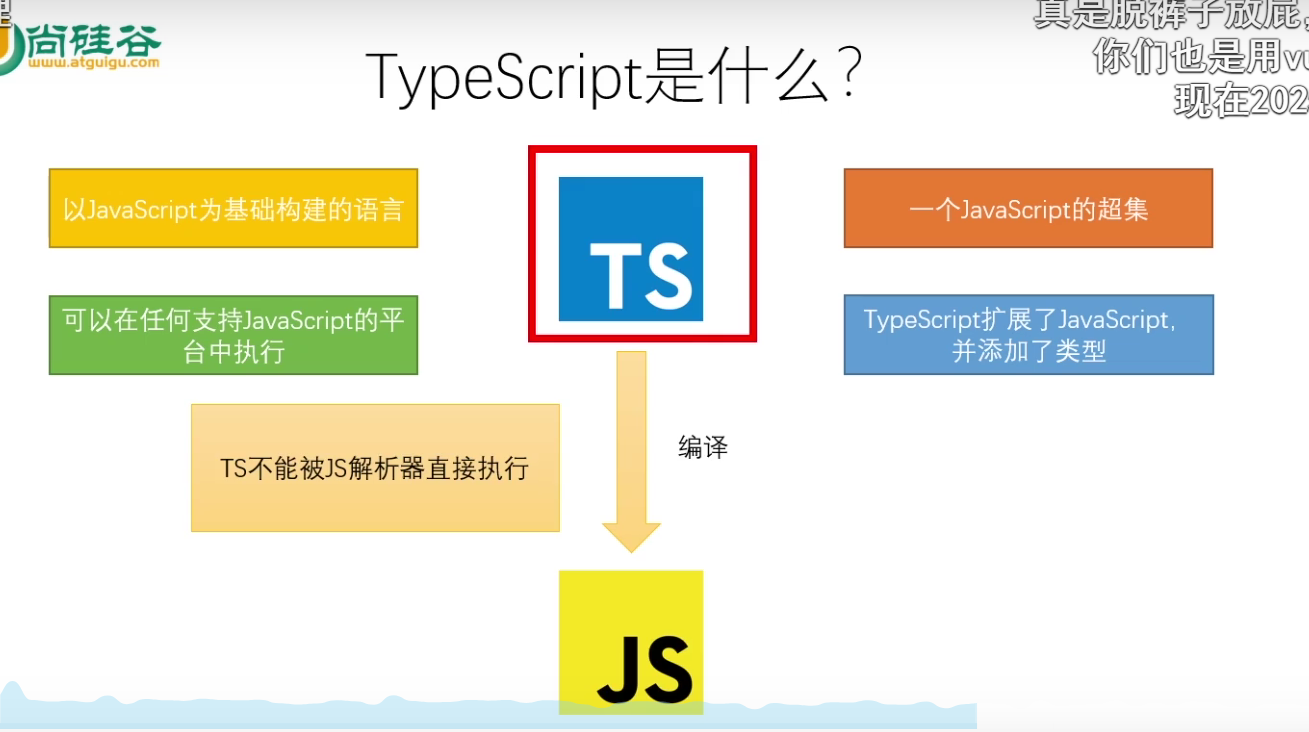 尚硅谷
www.atguigu.com
真是脱裤子放屁,
你们也是用vu
现在202
TypeScript是什么?
以JavaScript为基础构建的语言
TS
一个JavaScript的超集
可以在任何支持JavaScript的平
台中执行
TypeScript扩展了JavaScript,
并添加了类型
TS不能被JS解析器直接执行
编译
JS